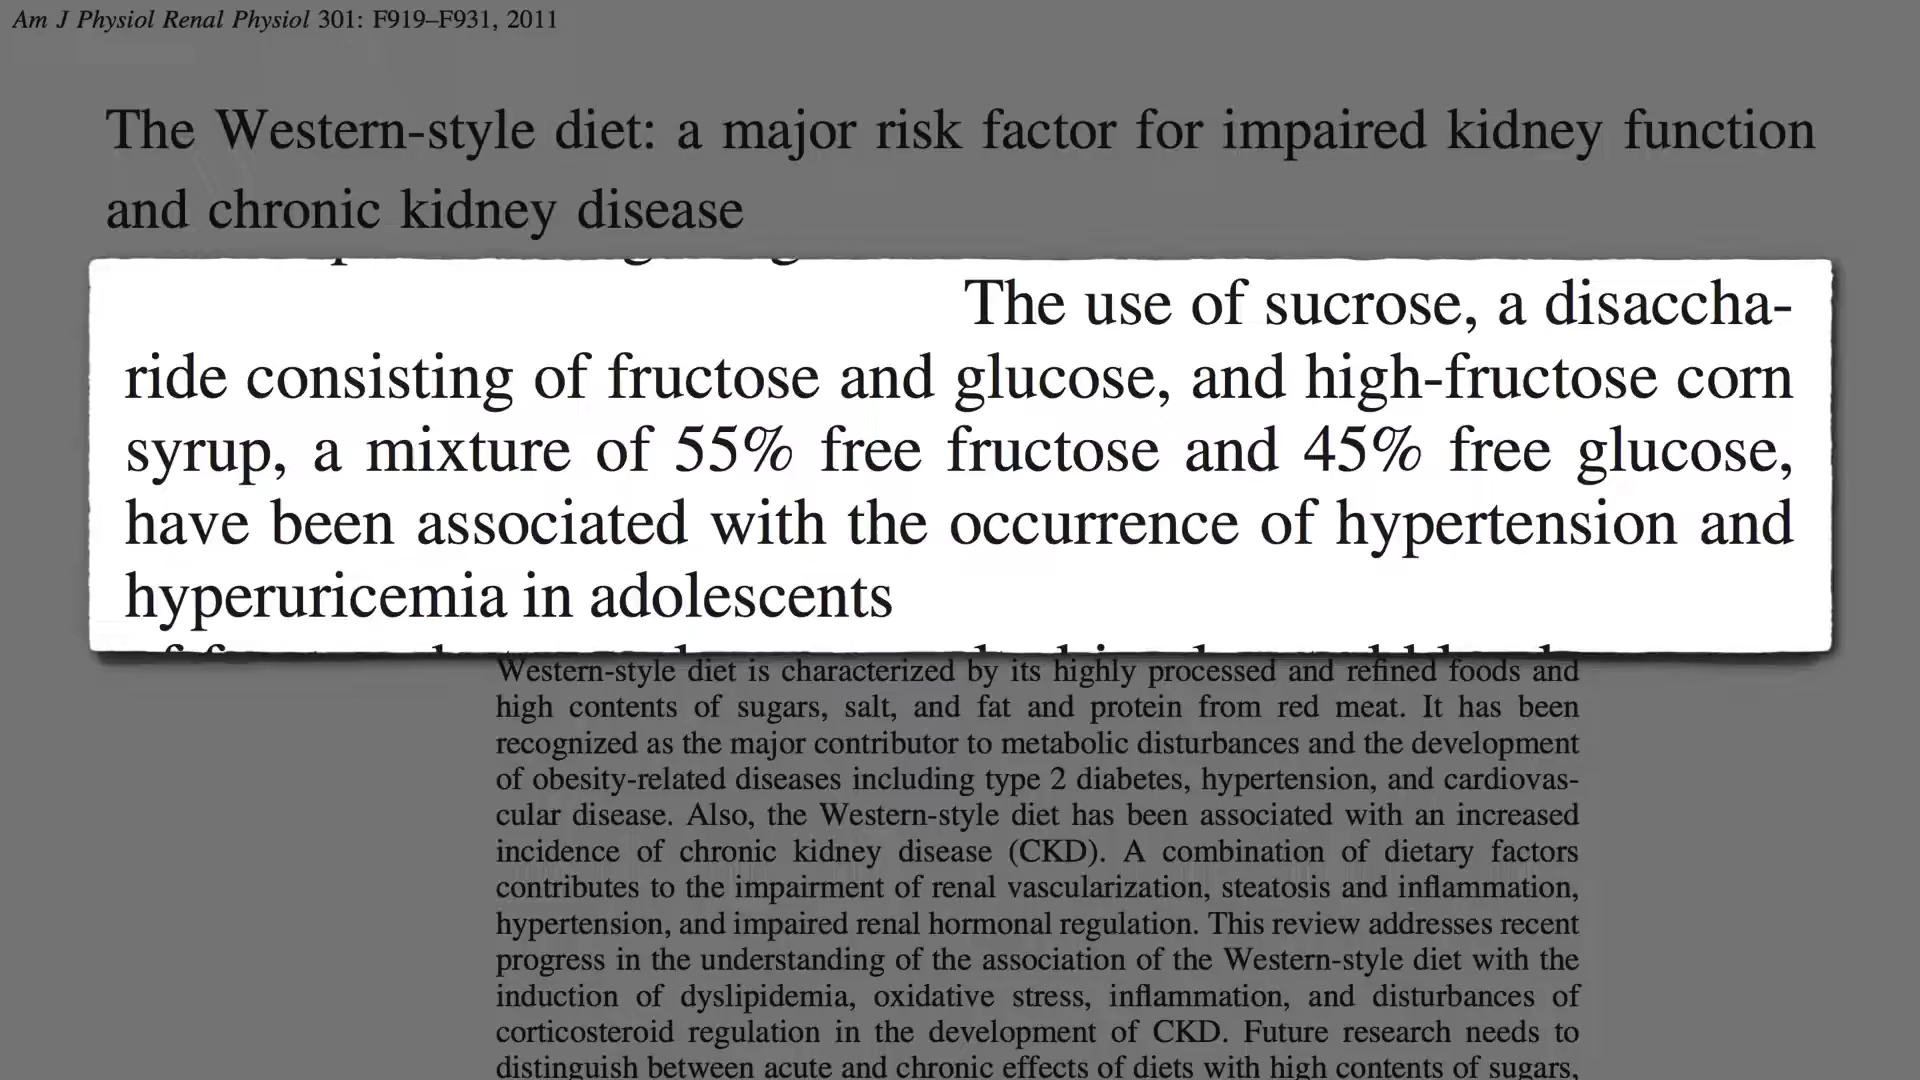 Am J Physiol Renal Physiol 301: F919–F931, 2011
The Western-style diet: a major risk factor for impaired kidney function
and chronic kidney disease
The use of sucrose, a disaccha-
ride consisting of fructose and glucose, and high-fructose corn
syrup, a mixture of 55% free fructose and 45% free glucose,
have been associated with the occurrence of hypertension and
hyperuricemia in adolescents
Western-style diet is characterized by its highly processed and refined foods and
high contents of sugars, salt, and fat and protein from red meat. It has been
recognized as the major contributor to metabolic disturbances and the development
of obesity-related diseases including type 2 diabetes, hypertension, and cardiovas-
cular disease. Also, the Western-style diet has been associated with an increased
incidence of chronic kidney disease (CKD). A combination of dietary factors
contributes to the impairment of renal vascularization, steatosis and inflammation,
hypertension, and impaired renal hormonal regulation. This review addresses recent
progress in the understanding of the association of the Western-style diet with the
induction of dyslipidemia, oxidative stress, inflammation, and disturbances of
corticosteroid regulation in the development of CKD. Future research needs to
distinguish between acute and chronic effects of diets with high contents of sugars,